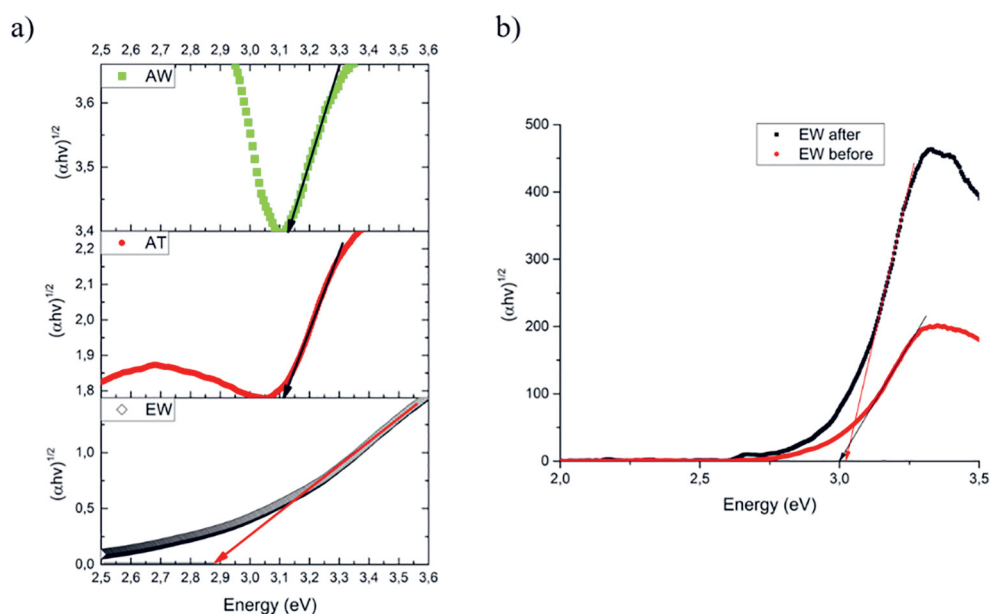 a)
2,5 2,6 2,7 2,8 2,9 3,0 3,1 3,2 3,3 3,4 3,5 3,6
AW
3,6
3,5
3,4
(αhv)1/2
AT
2,2
2,1
2,0
1,9
1,8
(αhv)1/2
EW
1,0
0,5
0,0
(αhv)1/2
2,5 2,6 2,7 2,8 2,9 3,0 3,1 3,2 3,3 3,4 3,5 3,6
Energy (eV)
b)
EW after
EW before
500
400
300
200
100
0
(αhv)1/2
2,0 2,5 3,0 3,5
Energy (eV)